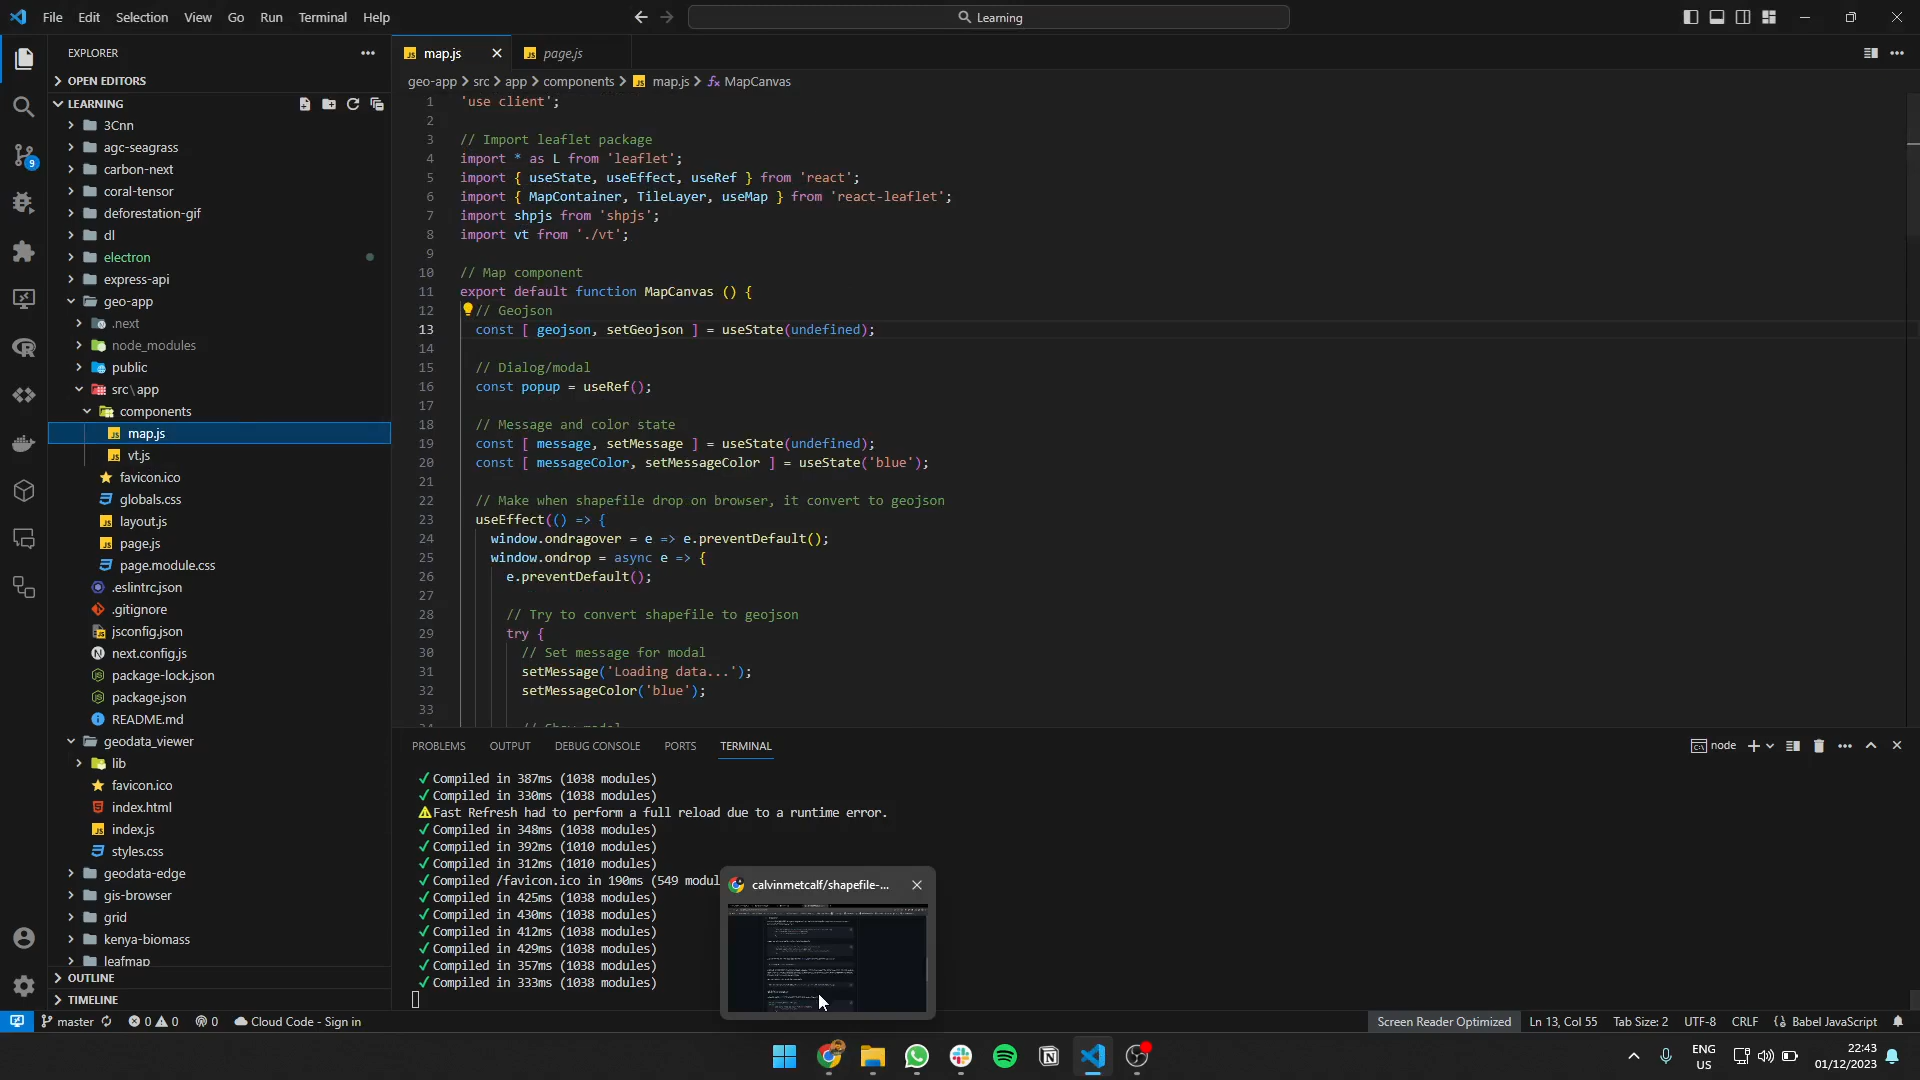 File Edit Selection View Go Run Terminal Help
Learning
EXPLORER
OPEN EDITORS
LEARNING
3Cnn
agc-seagrass
carbon-next
coral-tensor
deforestation-gif
dl
electron
express-api
geo-app
.next
node_modules
public
src\app
components
map.js
vt.js
favicon.ico
globals.css
layout.js
page.js
page.module.css
.eslintrc.json
.gitignore
jsconfig.json
next.config.js
package-lock.json
package.json
README.md
geodata_viewer
lib
favicon.ico
index.html
index.js
styles.css
geodata-edge
gis-browser
grid
kenya-biomass
leafmap
OUTLINE
TIMELINE
9
map.js page.js
geo-app > src > app > components > map.js > MapCanvas
1 'use client';
2
3 // Import leaflet package
4 import * as L from 'leaflet';
5 import { useState, useEffect, useRef } from 'react';
6 import { MapContainer, TileLayer, useMap } from 'react-leaflet';
7 import shpjs from 'shpjs';
8 import vt from './vt';
9
10 // Map component
11 export default function MapCanvas () {
12 // Geojson
13 const [ geojson, setGeojson ] = useState(undefined);
14
15 // Dialog/modal
16 const popup = useRef();
17
18 // Message and color state
19 const [ message, setMessage ] = useState(undefined);
20 const [ messageColor, setMessageColor ] = useState('blue');
21
22 // Make when shapefile drop on browser, it convert to geojson
23 useEffect(() => {
24 window.ondragover = e => e.preventDefault();
25 window.ondrop = async e => {
26 e.preventDefault();
27
28 // Try to convert shapefile to geojson
29 try {
30 // Set message for modal
31 setMessage('Loading data...');
32 setMessageColor('blue');
33
PROBLEMS OUTPUT DEBUG CONSOLE PORTS TERMINAL
node
✓ Compiled in 387ms (1038 modules)
✓ Compiled in 330ms (1038 modules)
⚠ Fast Refresh had to perform a full reload due to a runtime error.
✓ Compiled in 348ms (1038 modules)
✓ Compiled in 392ms (1010 modules)
✓ Compiled in 312ms (1010 modules)
✓ Compiled /favicon.ico in 190ms (549 modul
✓ Compiled in 425ms (1038 modules)
✓ Compiled in 430ms (1038 modules)
✓ Compiled in 412ms (1038 modules)
✓ Compiled in 429ms (1038 modules)
✓ Compiled in 357ms (1038 modules)
✓ Compiled in 333ms (1038 modules)
calvinmetcalf/shapefile-...
master 0 0 0 Cloud Code - Sign in
Screen Reader Optimized Ln 13, Col 55 Tab Size: 2 UTF-8 CRLF Babel JavaScript
ENG
US
22:43
01/12/2023